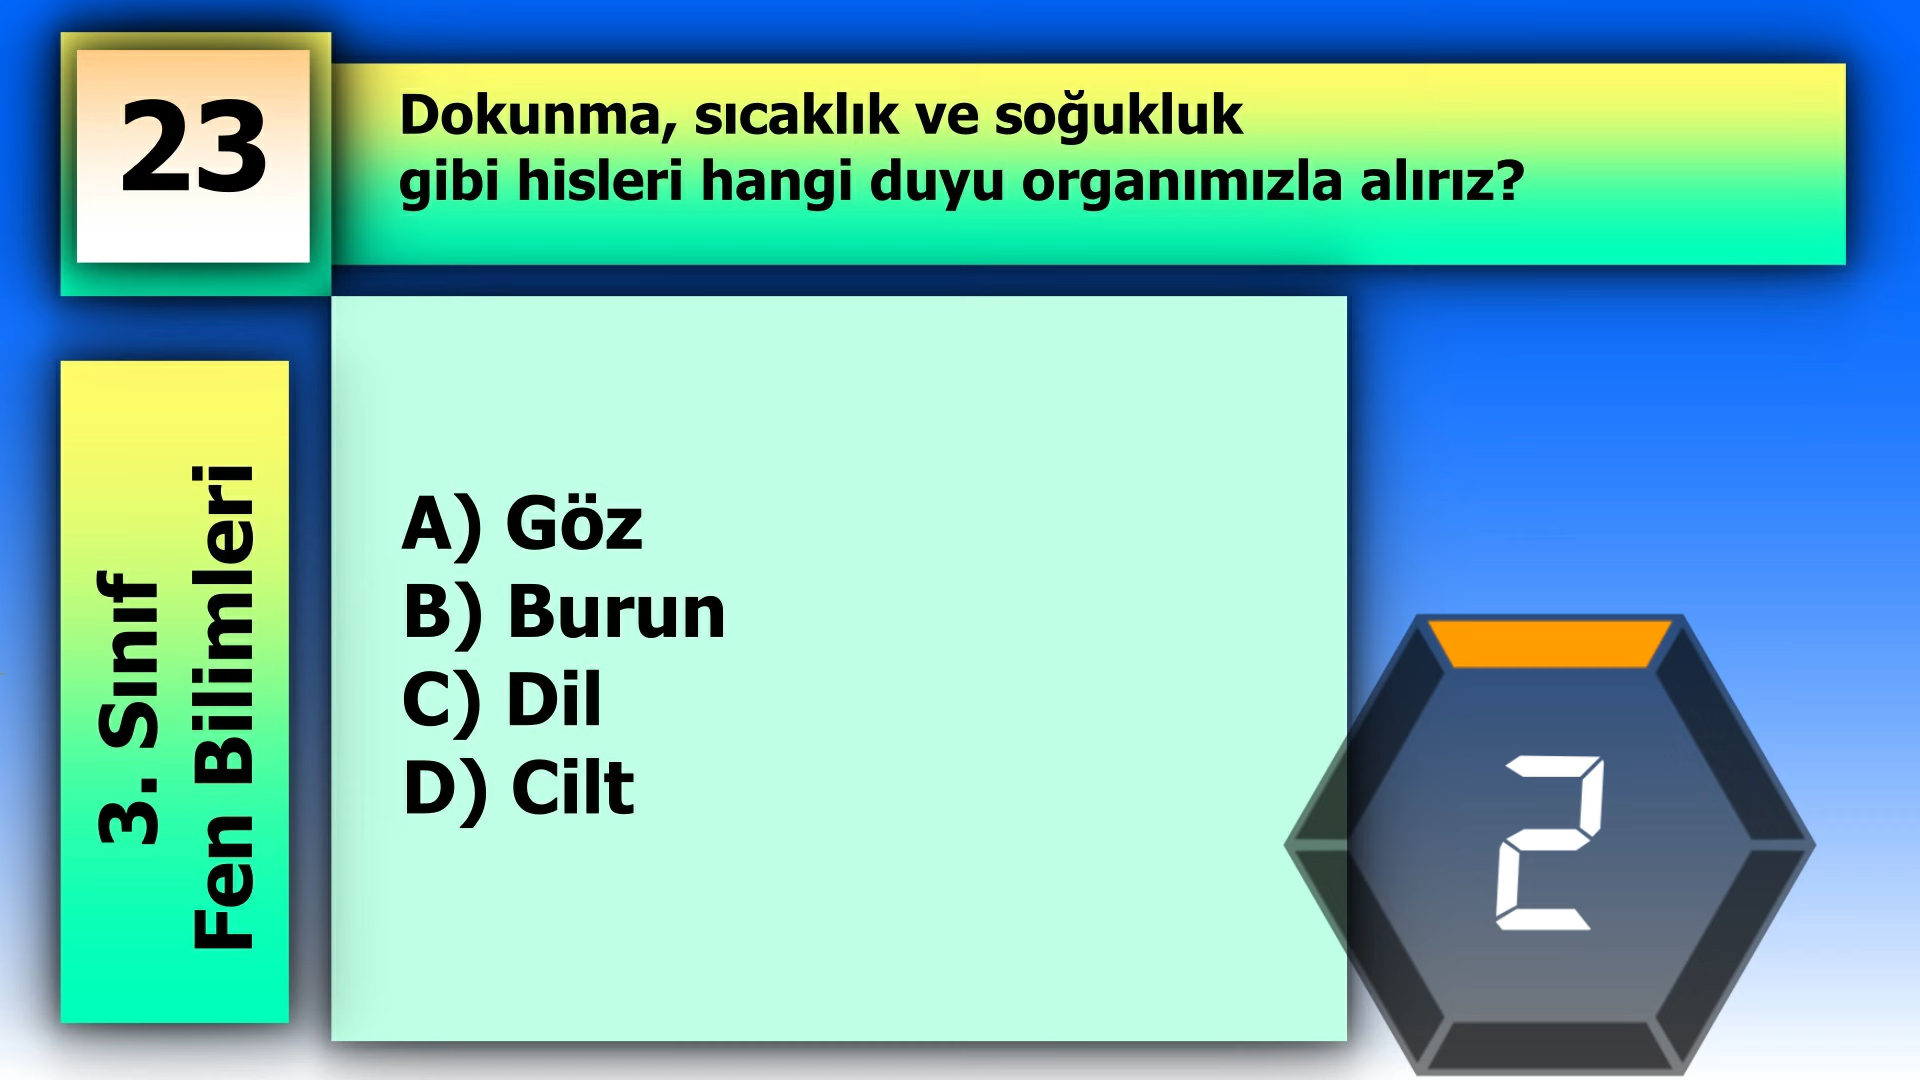 23
Dokunma, sıcaklık ve soğukluk
gibi hisleri hangi duyu organımızla alırız?
3. Sınıf
Fen Bilimleri
A) Göz
B) Burun
C) Dil
D) Cilt
2